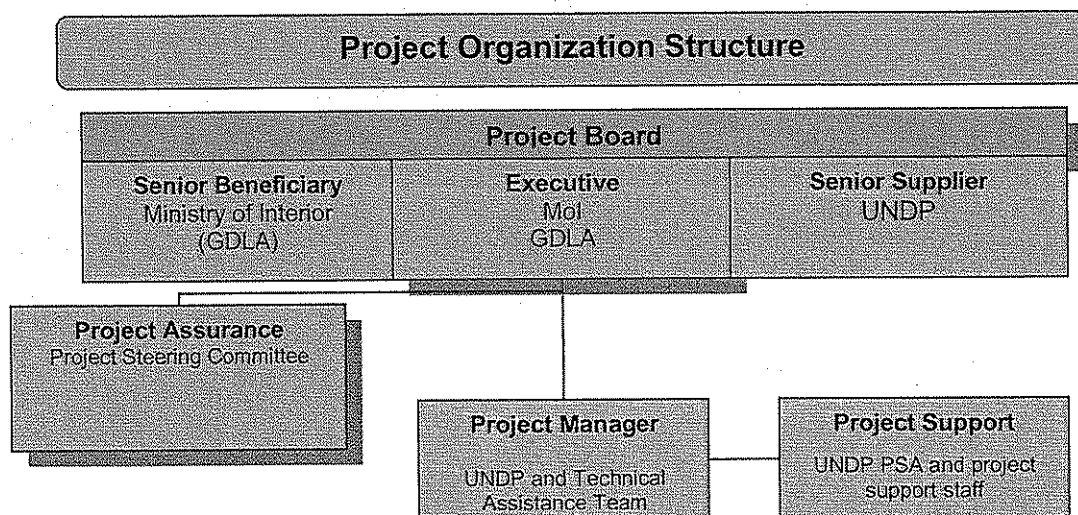 Project Organization Structure
Project Board
Senior Beneficiary
Ministry of Interior
(GDLA)
Executive
MoI
GDLA
Senior Supplier
UNDP
Project Assurance
Project Steering Committee
Project Manager
UNDP and Technical
Assistance Team
Project Support
UNDP PSA and project
support staff